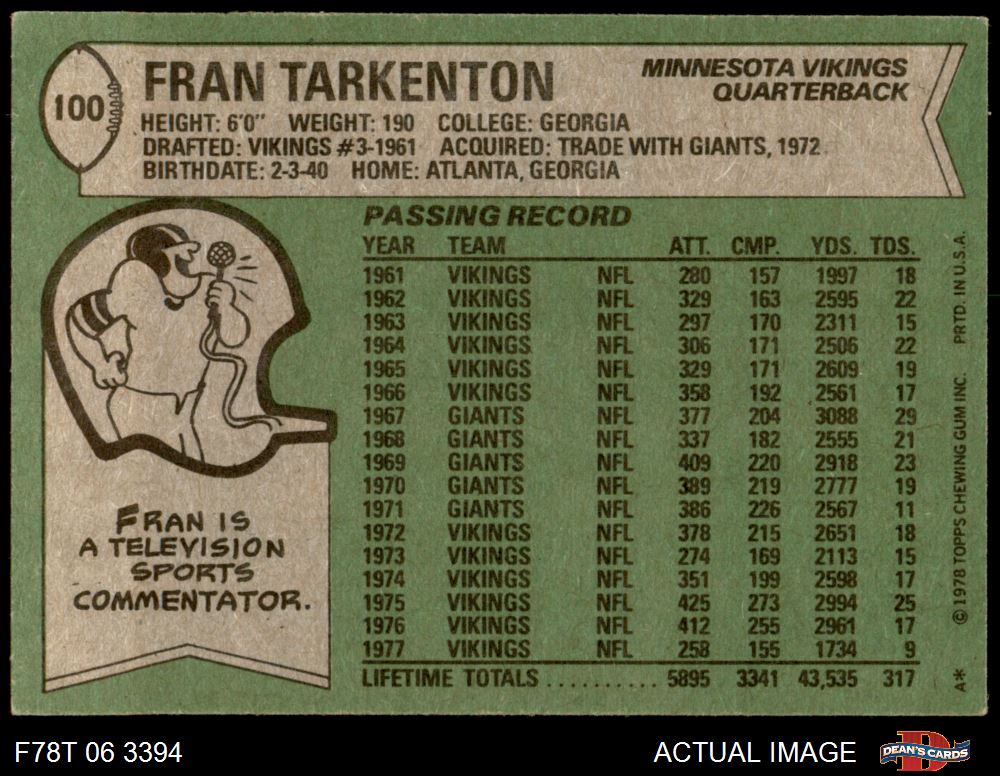 100
FRAN TARKENTON
MINNESOTA VIKINGS
QUARTERBACK
HEIGHT: 6'0" WEIGHT: 190 COLLEGE: GEORGIA
DRAFTED: VIKINGS #3-1961 ACQUIRED: TRADE WITH GIANTS, 1972
BIRTHDATE: 2-3-40 HOME: ATLANTA, GEORGIA
FRAN IS
A TELEVISION
SPORTS
COMMENTATOR.
PASSING RECORD
YEAR TEAM ATT. CMP. YDS. TDS.
1961 VIKINGS NFL 280 157 1997 18
1962 VIKINGS NFL 329 163 2595 22
1963 VIKINGS NFL 297 170 2311 15
1964 VIKINGS NFL 306 171 2506 22
1965 VIKINGS NFL 329 171 2609 19
1966 VIKINGS NFL 358 192 2561 17
1967 GIANTS NFL 377 204 3088 29
1968 GIANTS NFL 337 182 2555 21
1969 GIANTS NFL 409 220 2918 23
1970 GIANTS NFL 389 219 2777 19
1971 GIANTS NFL 386 226 2567 11
1972 VIKINGS NFL 378 215 2651 18
1973 VIKINGS NFL 274 169 2113 15
1974 VIKINGS NFL 351 199 2598 17
1975 VIKINGS NFL 425 273 2994 25
1976 VIKINGS NFL 412 255 2961 17
1977 VIKINGS NFL 258 155 1734 9
LIFETIME TOTALS .......... 5895 3341 43,535 317
A* © 1978 TOPPS CHEWING GUM INC. PRTD. IN U.S.A.
F78T 06 3394
ACTUAL IMAGE
D
DEAN'S CARDS